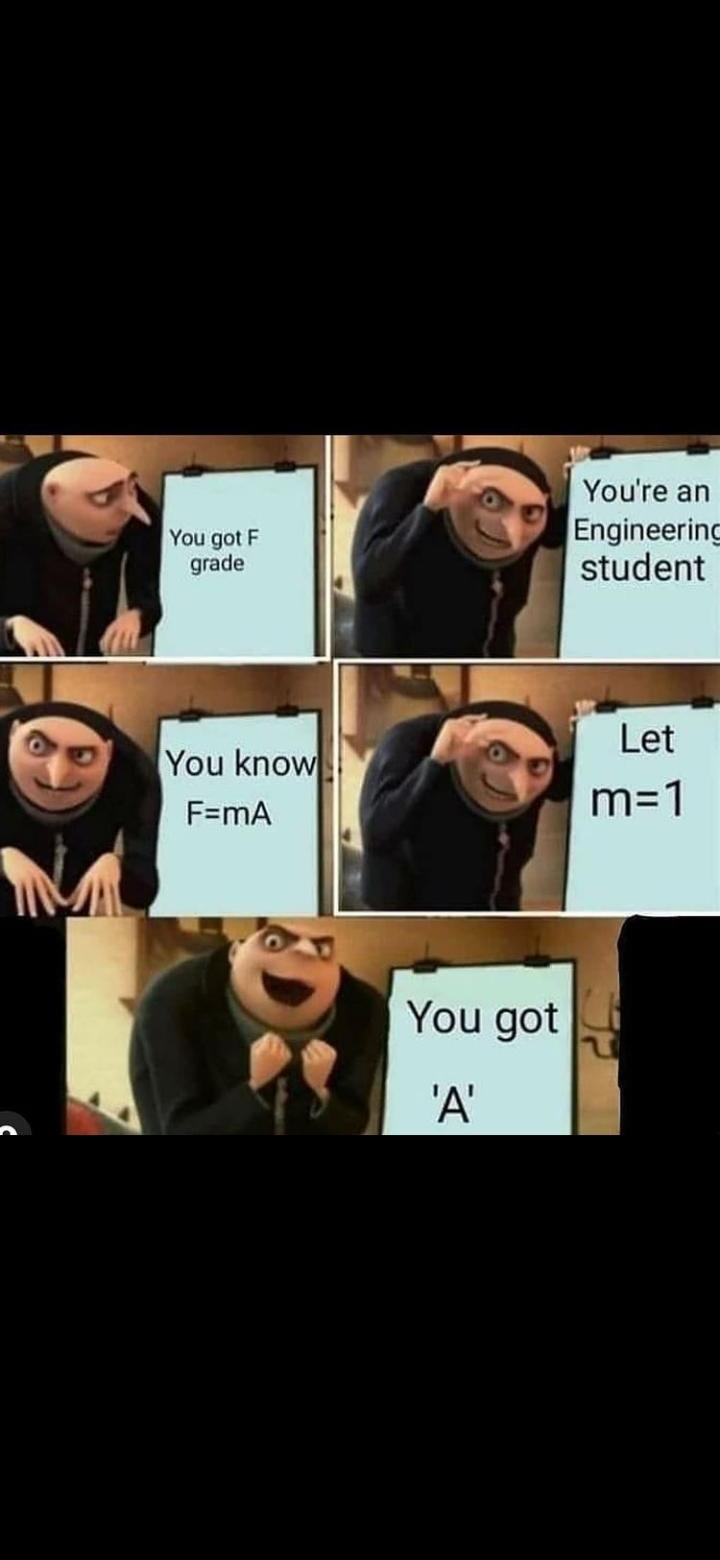 You got F
grade
You're an
Engineering
student
You know
F=mA
Let
m=1
You got
'A'